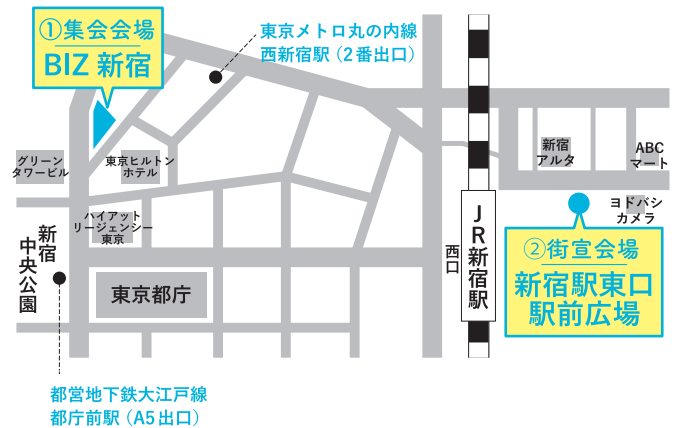 ①集会会場
BIZ 新宿
東京メトロ丸の内線
西新宿駅（2番出口）
グリーン
タワービル
東京ヒルトン
ホテル
新宿
アルタ
ABC
マート
ハイアット
リージェンシー
東京
新宿
中央公園
東京都庁
西口
JR新宿駅
ヨドバシ
カメラ
②街宣会場
新宿駅東口
駅前広場
都営地下鉄大江戸線
都庁前駅（A5出口）